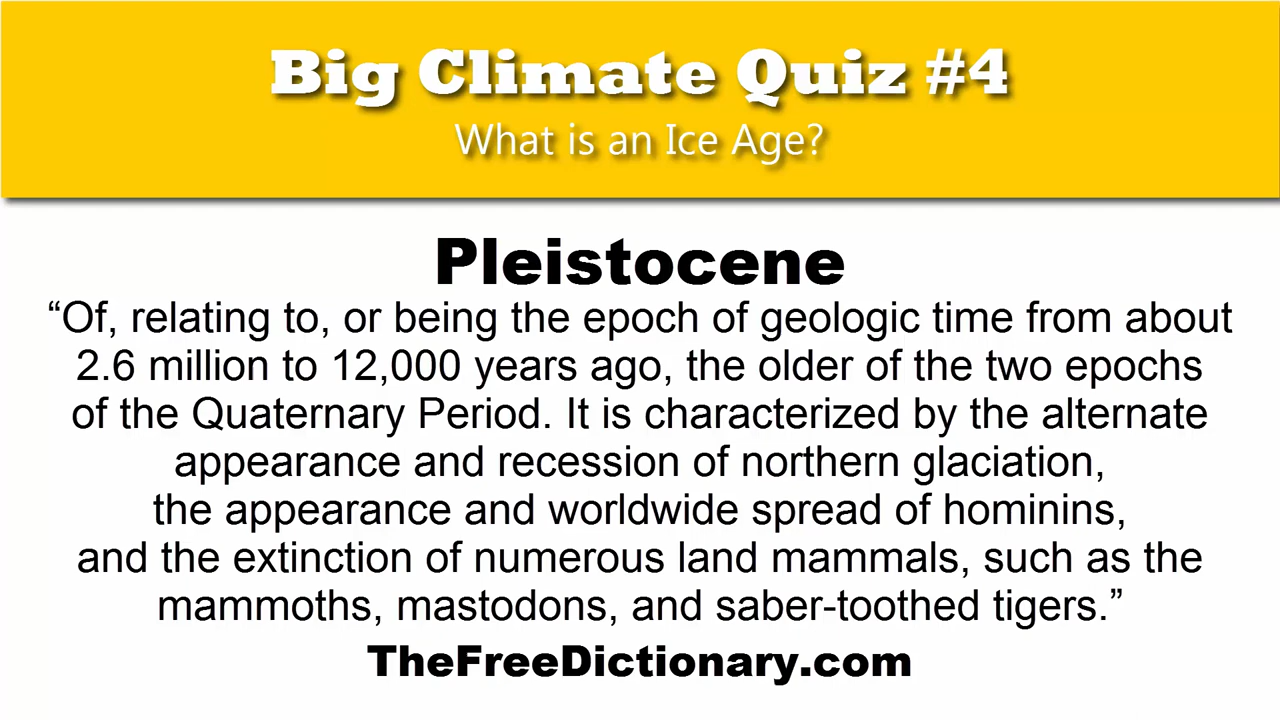 Big Climate Quiz #4
What is an Ice Age?
Pleistocene
“Of, relating to, or being the epoch of geologic time from about
2.6 million to 12,000 years ago, the older of the two epochs
of the Quaternary Period. It is characterized by the alternate
appearance and recession of northern glaciation,
the appearance and worldwide spread of hominins,
and the extinction of numerous land mammals, such as the
mammoths, mastodons, and saber-toothed tigers.”
TheFreeDictionary.com